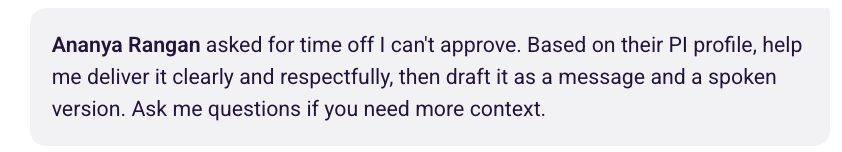 Ananya Rangan asked for time off I can't approve. Based on their PI profile, help
me deliver it clearly and respectfully, then draft it as a message and a spoken
version. Ask me questions if you need more context.